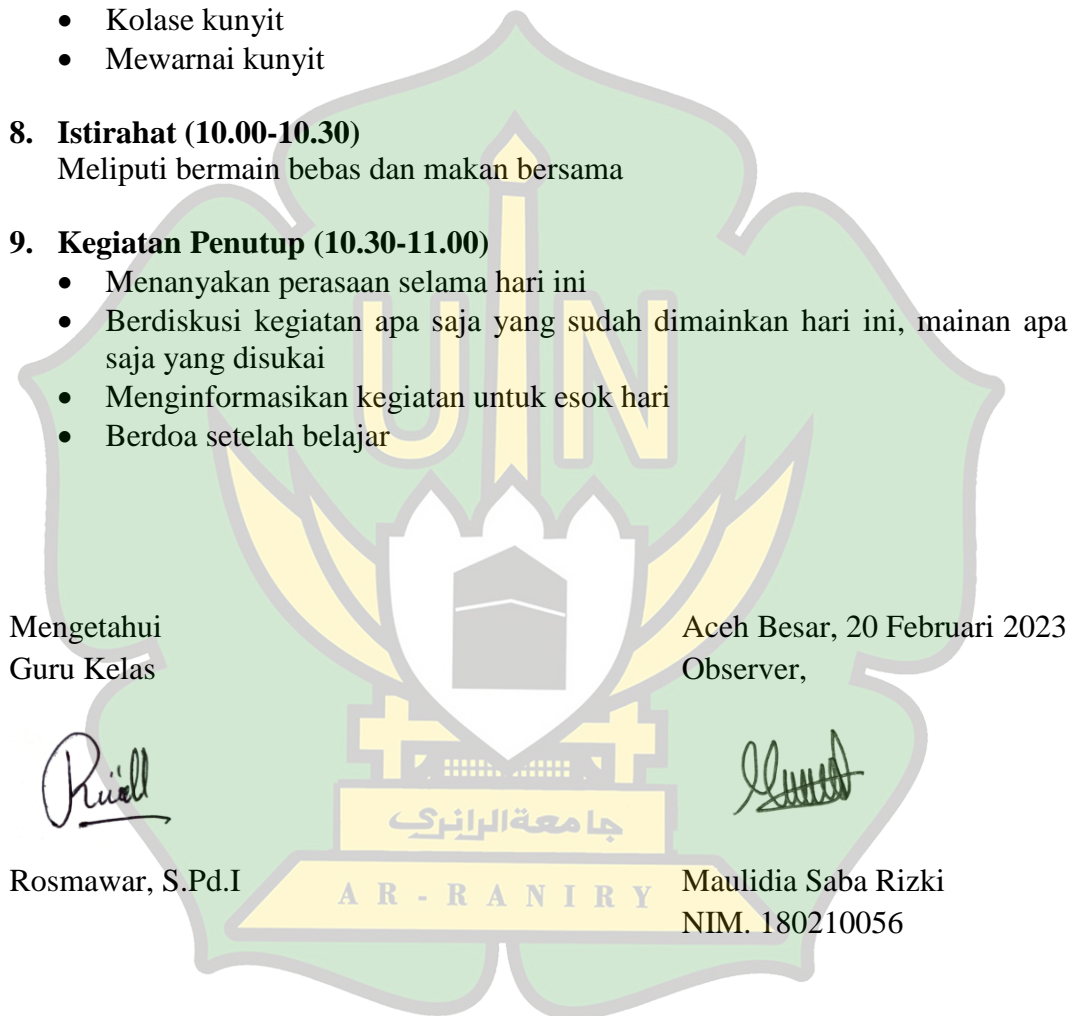 • Kolase kunyit
• Mewarnai kunyit
8. Istirahat (10.00-10.30)
Meliputi bermain bebas dan makan bersama
9. Kegiatan Penutup (10.30-11.00)
• Menanyakan perasaan selama hari ini
• Berdiskusi kegiatan apa saja yang sudah dimainkan hari ini, mainan apa
saja yang disukai
• Menginformasikan kegiatan untuk esok hari
• Berdoa setelah belajar
UIN
Mengetahui
Guru Kelas
Aceh Besar, 20 Februari 2023
Observer,
جامعة الرانري
AR-RANIRY
Rosmawar, S.Pd.I
Maulidia Saba Rizki
NIM. 180210056